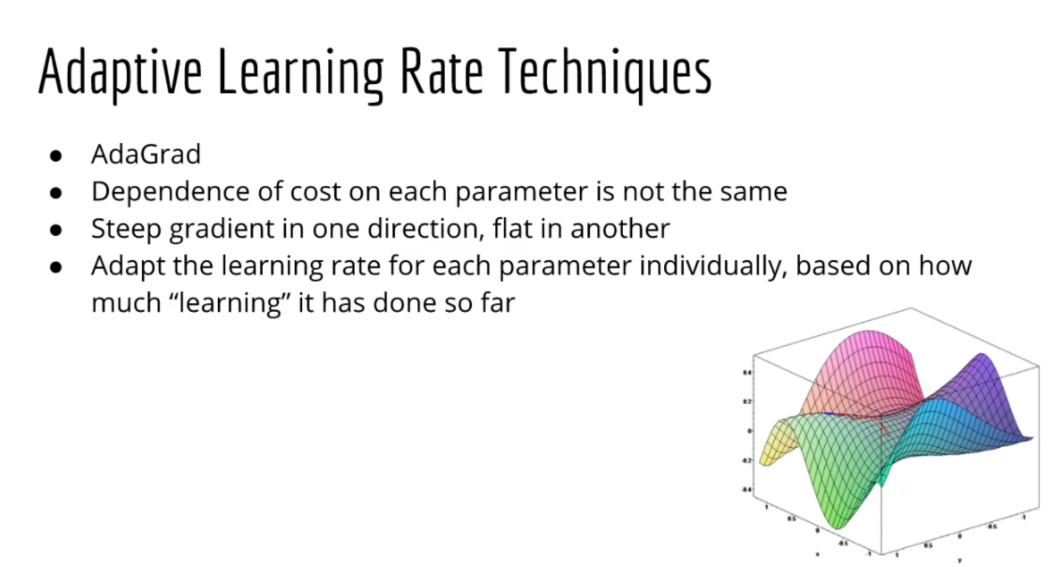 Adaptive Learning Rate Techniques
● AdaGrad
● Dependence of cost on each parameter is not the same
● Steep gradient in one direction, flat in another
● Adapt the learning rate for each parameter individually, based on how
much “learning” it has done so far
0.4
0.2
0
-0.2
-0.4
1
0.5
0
-0.5
-1
x
1
0.5
0
-0.5
-1
y